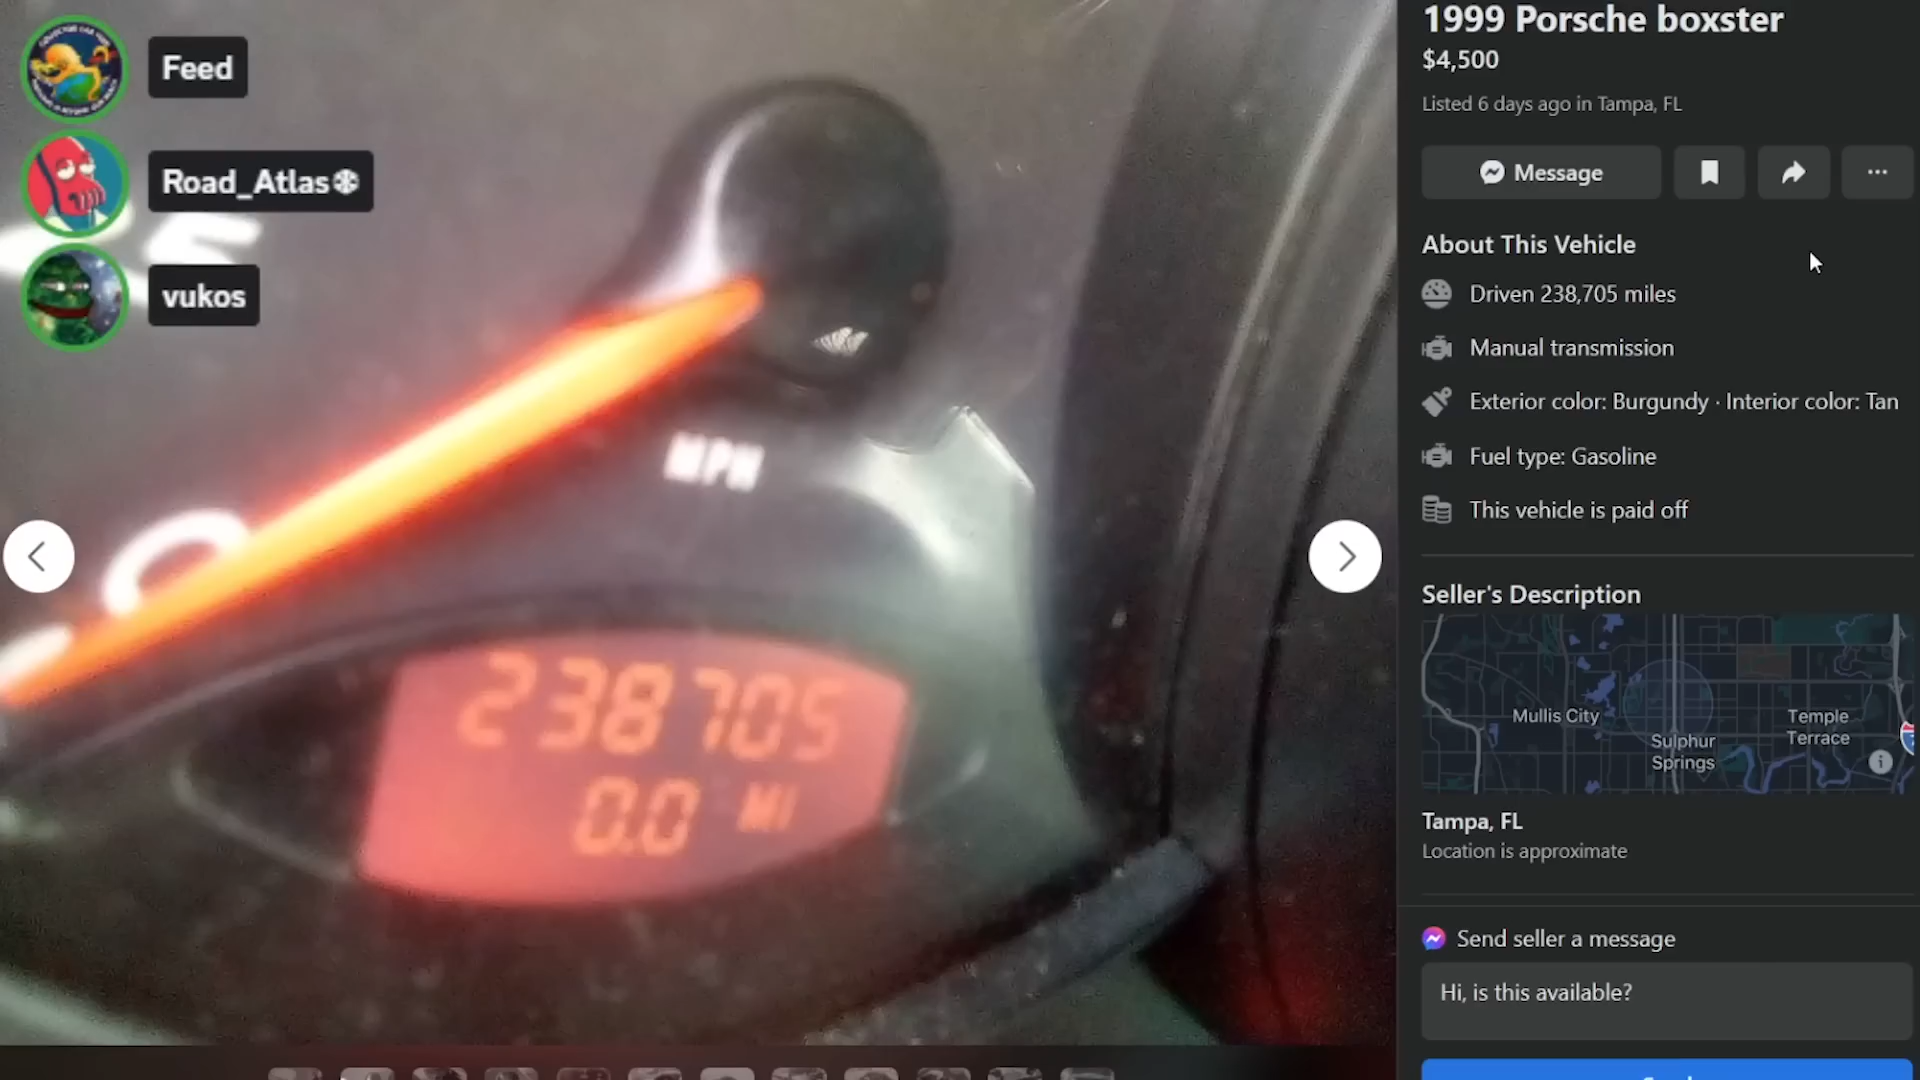 Feed
Road_Atlas
vukos
MPH
238705
0.0 MI
1999 Porsche boxster
$4,500
Listed 6 days ago in Tampa, FL
Message
About This Vehicle
Driven 238,705 miles
Manual transmission
Exterior color: Burgundy · Interior color: Tan
Fuel type: Gasoline
This vehicle is paid off
Seller's Description
Mullis City
Temple
Terrace
Sulphur
Springs
Tampa, FL
Location is approximate
Send seller a message
Hi, is this available?